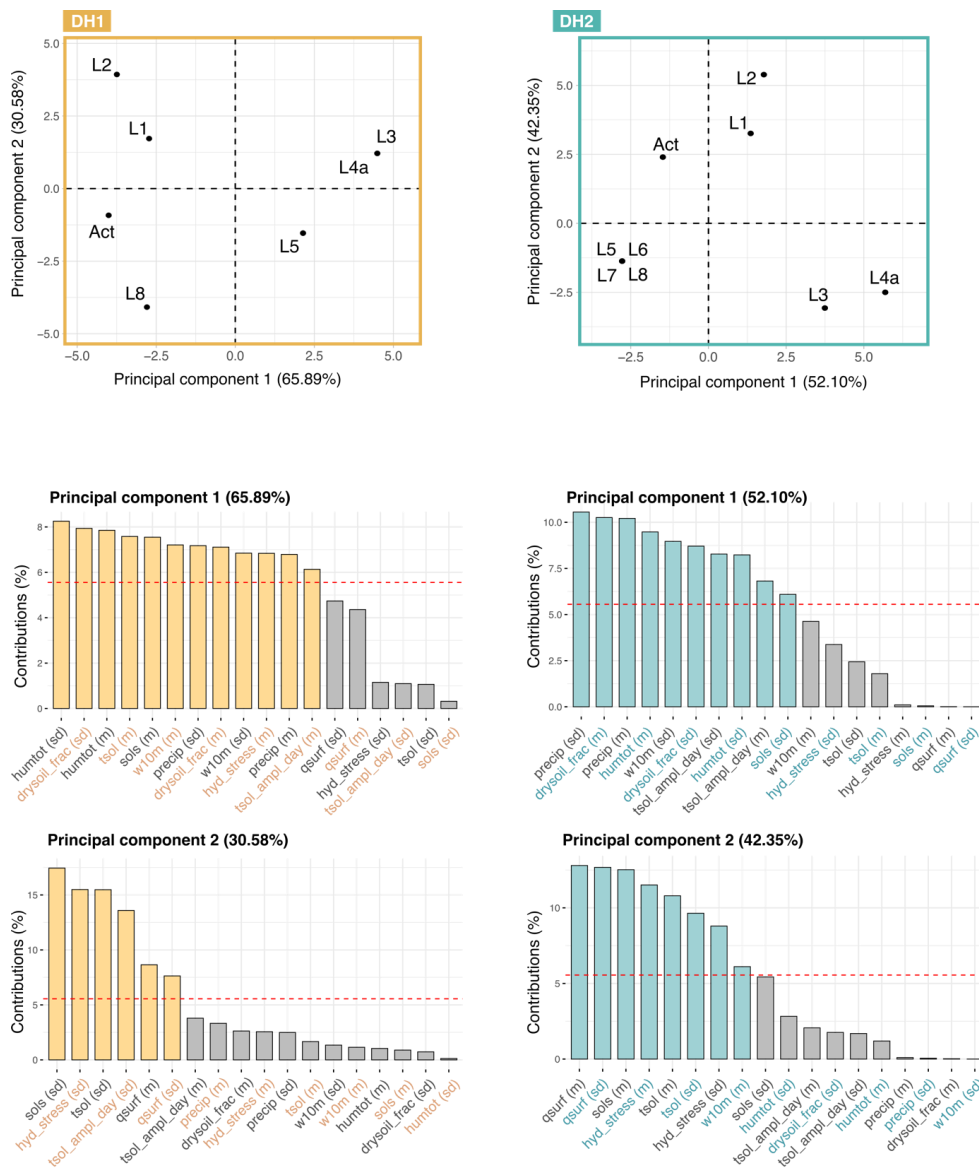 DH1
DH2
Principal component 2 (30.58%)
5.0
2.5
0.0
−2.5
−5.0
L2
L1
L3
L4a
Act
L5
L8
−5.0
−2.5
0.0
2.5
5.0
Principal component 1 (65.89%)
Principal component 2 (42.35%)
5.0
2.5
0.0
−2.5
L2
L1
Act
L5 L6
L7 L8
L4a
L3
−2.5
0.0
2.5
5.0
Principal component 1 (52.10%)
Principal component 1 (65.89%)
Contributions (%)
8
6
4
2
0
humtot (sd)
drysoil_frac (sd)
humtot (m)
tsol (m)
sols (m)
w10m (m)
precip (sd)
drysoil_frac (m)
w10m (sd)
hyd_stress (m)
precip (m)
tsol_ampl_day (m)
qsurf (sd)
qsurf (m)
hyd_stress (sd)
tsol_ampl_day (sd)
tsol (sd)
sols (sd)
Principal component 1 (52.10%)
Contributions (%)
10.0
7.5
5.0
2.5
0.0
precip (sd)
drysoil_frac (m)
precip (m)
humtot (m)
w10m (sd)
drysoil_frac (sd)
tsol_ampl_day (sd)
humtot (sd)
tsol_ampl_day (m)
sols (sd)
w10m (m)
hyd_stress (sd)
tsol (sd)
tsol (m)
hyd_stress (m)
sols (m)
qsurf (m)
qsurf (sd)
Principal component 2 (30.58%)
Contributions (%)
15
10
5
0
sols (sd)
hyd_stress (sd)
tsol (sd)
tsol_ampl_day (sd)
qsurf (m)
qsurf (sd)
tsol_ampl_day (m)
precip (m)
drysoil_frac (m)
hyd_stress (m)
precip (sd)
tsol (m)
w10m (sd)
w10m (m)
humtot (m)
sols (m)
drysoil_frac (sd)
humtot (sd)
Principal component 2 (42.35%)
Contributions (%)
10
5
0
qsurf (m)
qsurf (sd)
sols (m)
hyd_stress (m)
tsol (m)
tsol (sd)
hyd_stress (sd)
w10m (m)
sols (sd)
humtot (sd)
tsol_ampl_day (m)
drysoil_frac (sd)
tsol_ampl_day (sd)
humtot (m)
precip (m)
precip (sd)
drysoil_frac (m)
w10m (sd)